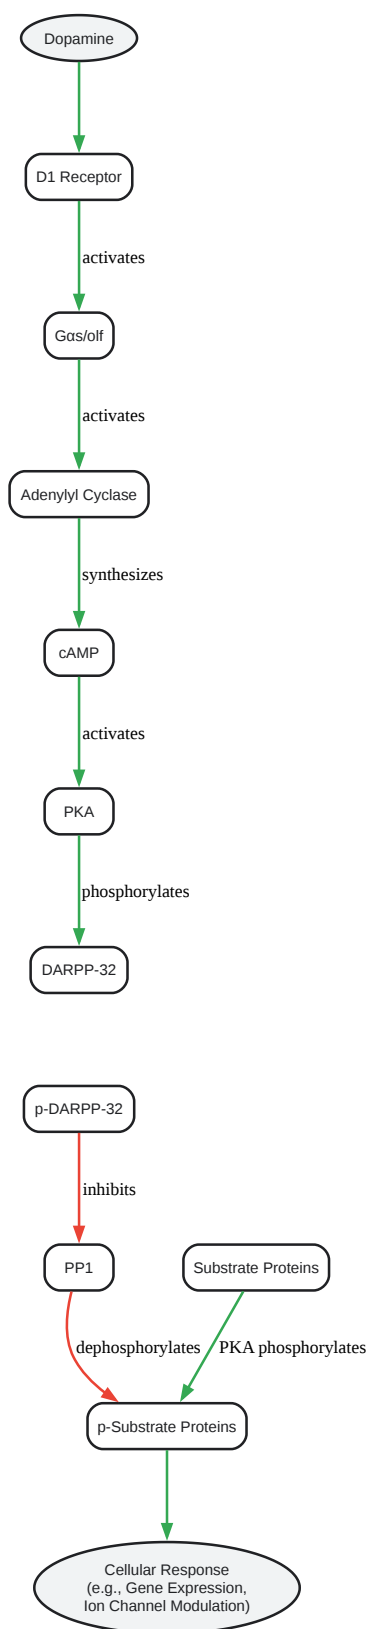 Dopamine
D1 Receptor
activates
Gαs/olf
activates
Adenylyl Cyclase
synthesizes
cAMP
activates
PKA
phosphorylates
DARPP-32
p-DARPP-32
inhibits
PP1
Substrate Proteins
dephosphorylates
PKA phosphorylates
p-Substrate Proteins
Cellular Response
(e.g., Gene Expression,
Ion Channel Modulation)